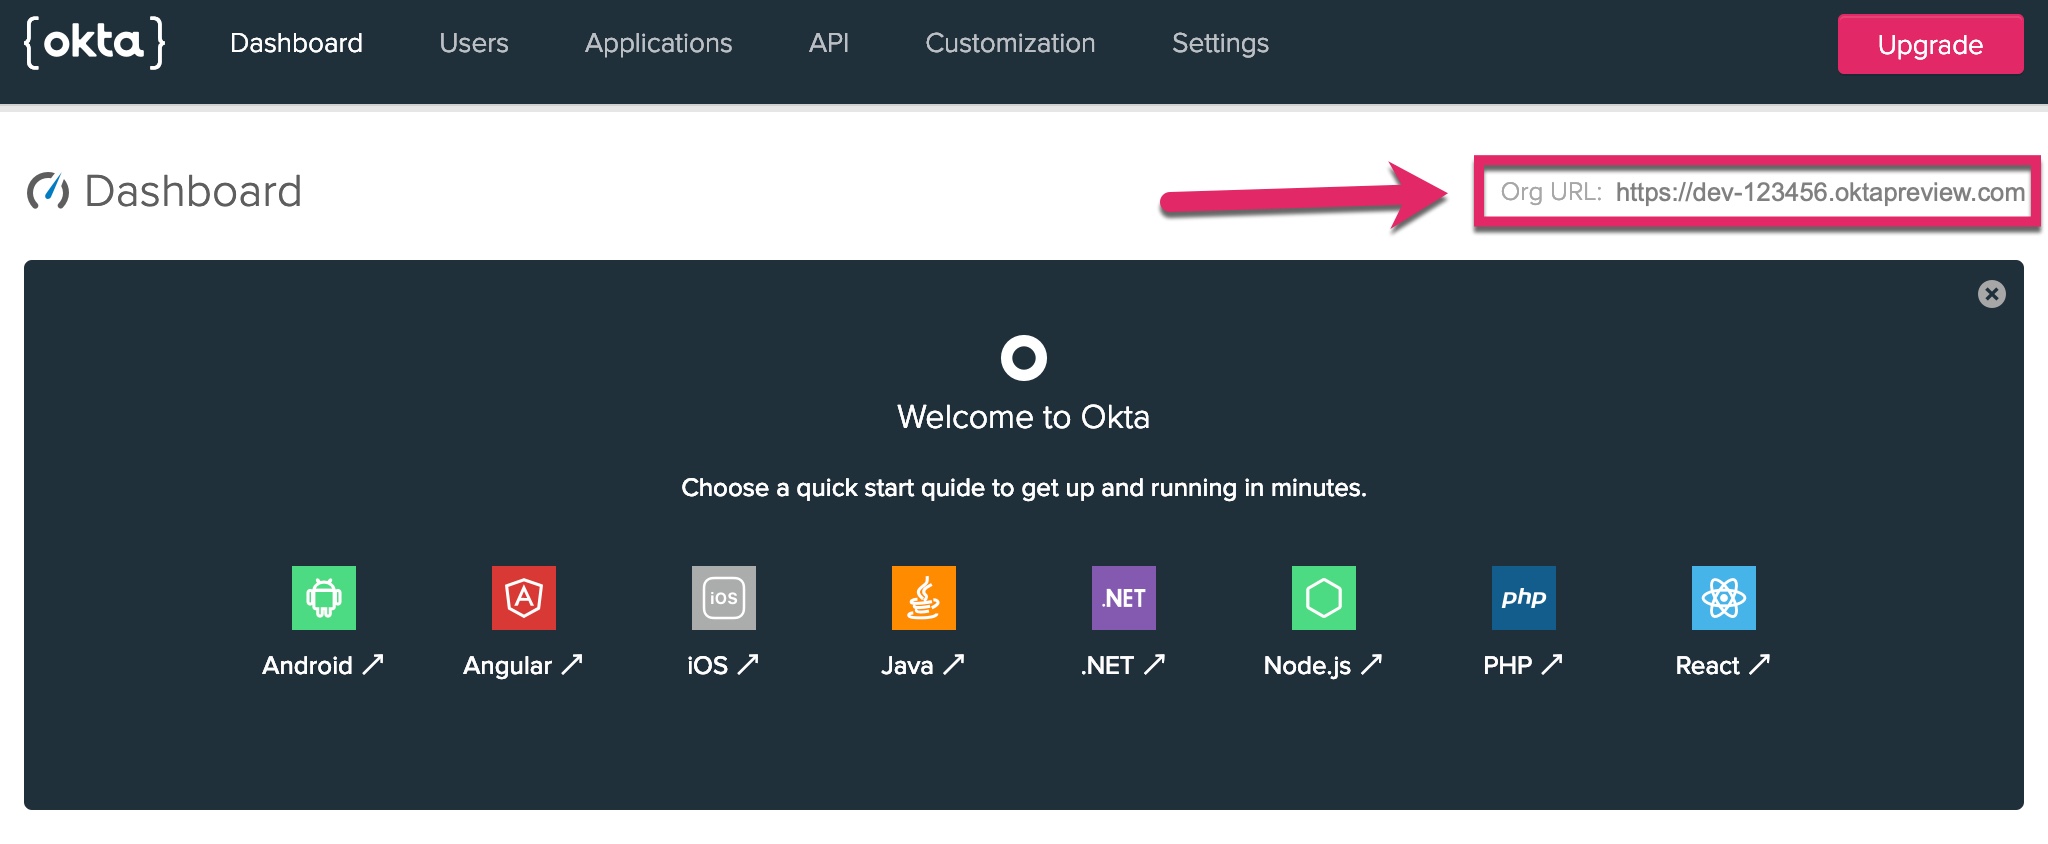 {okta} Dashboard Users Applications API Customization Settings Upgrade
Dashboard Org URL: https://dev-123456.oktapreview.com
Welcome to Okta
Choose a quick start quide to get up and running in minutes.
iOS .NET php
Android ↗ Angular ↗ iOS ↗ Java ↗ .NET ↗ Node.js ↗ PHP ↗ React ↗